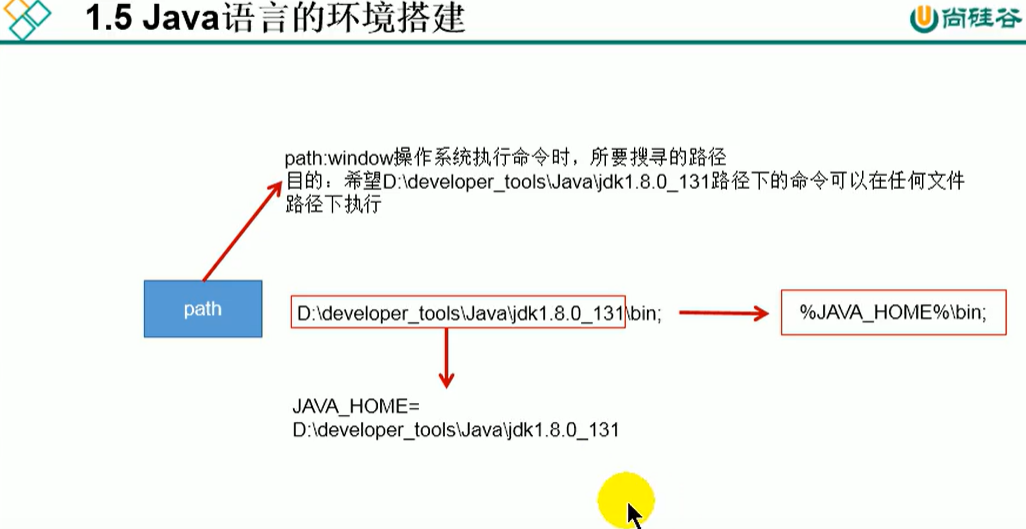 1.5 Java语言的环境搭建
尚硅谷
path:window操作系统执行命令时，所要搜寻的路径
目的：希望D:\developer_tools\Java\jdk1.8.0_131路径下的命令可以在任何文件
路径下执行
path
D:\developer_tools\Java\jdk1.8.0_131\bin;
%JAVA_HOME%\bin;
JAVA_HOME=
D:\developer_tools\Java\jdk1.8.0_131